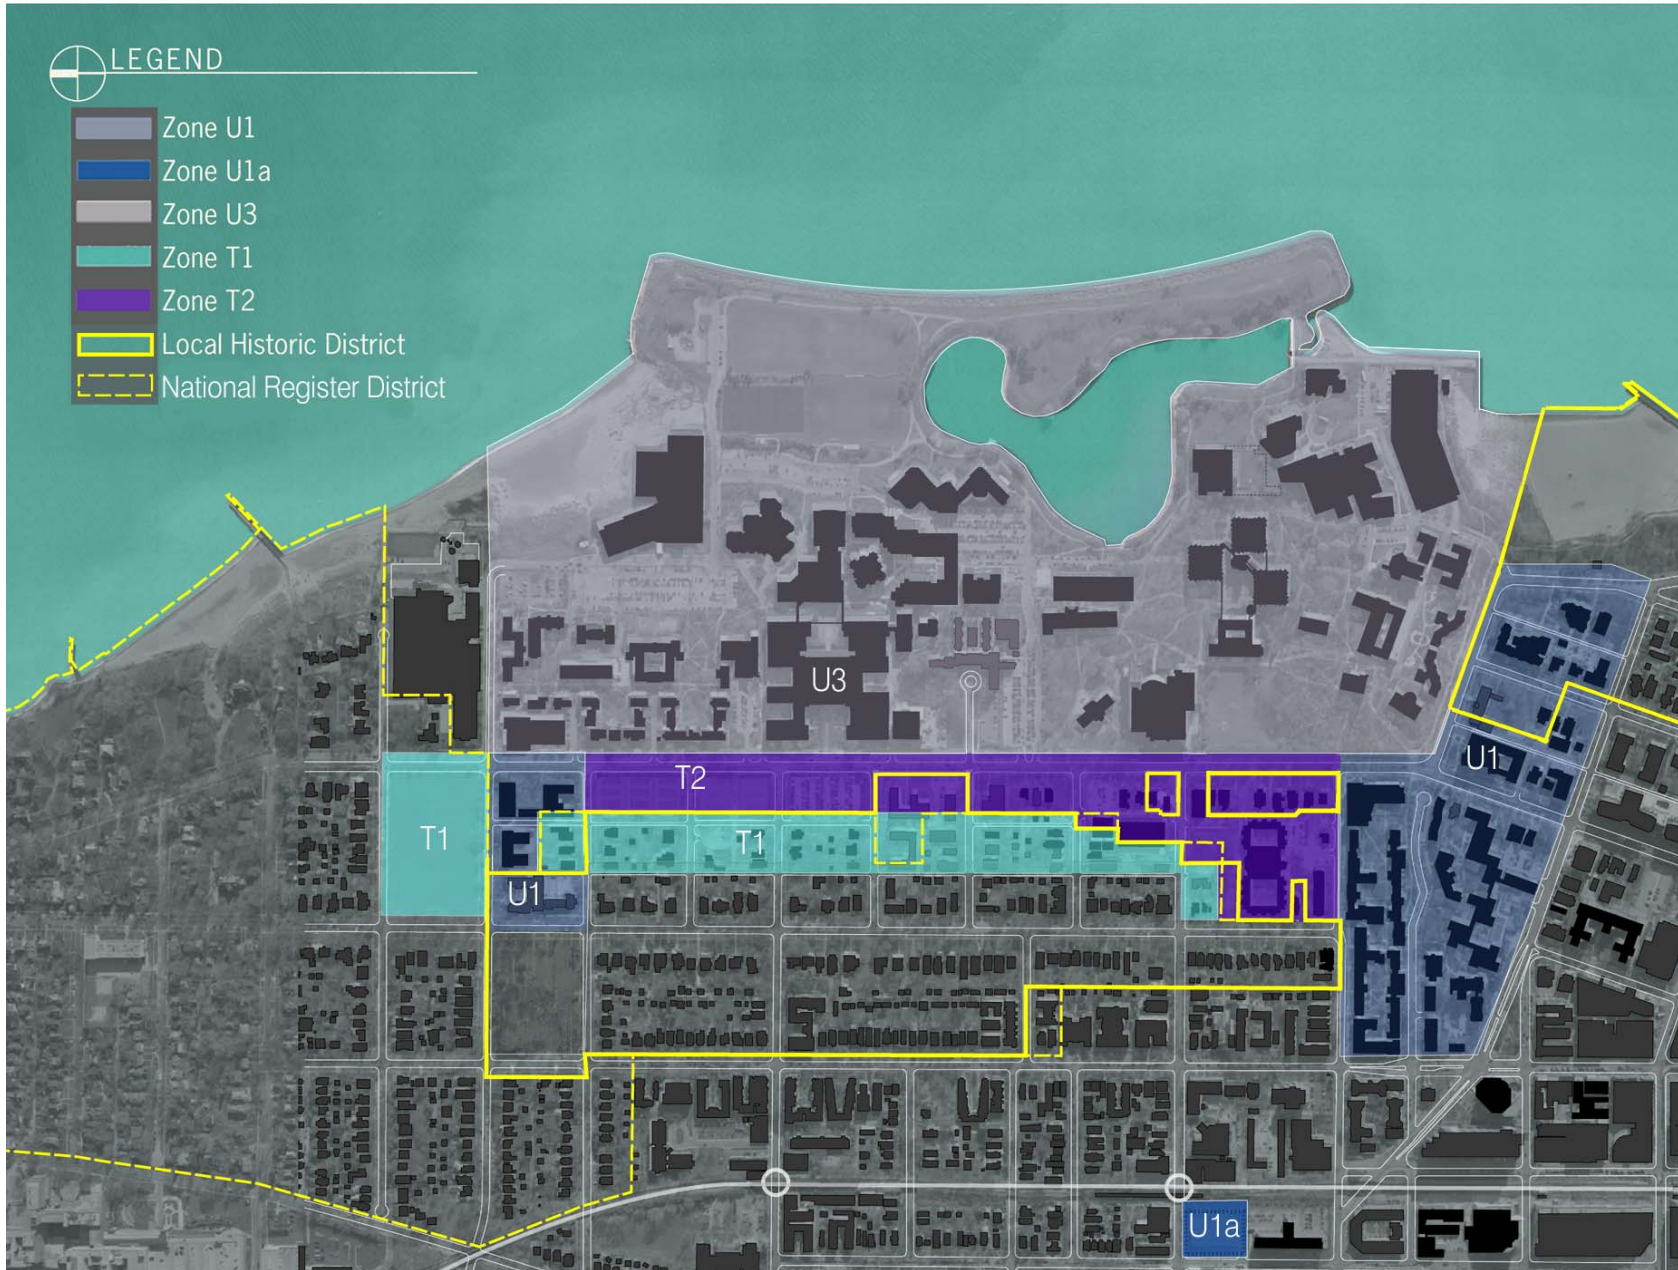 LEGEND
Zone U1
Zone U1a
Zone U3
Zone T1
Zone T2
Local Historic District
National Register District
U3
U1
T2
T1
T1
U1
U1a